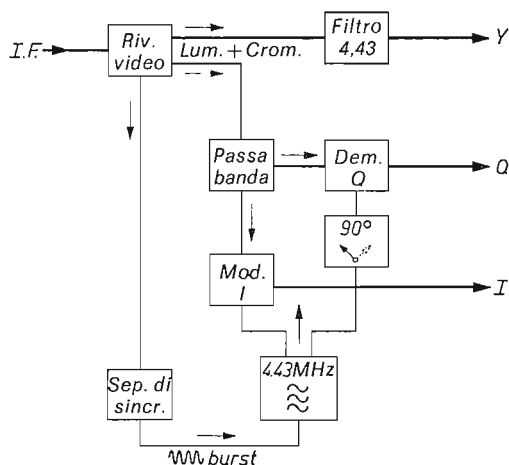 I.F.
Riv.
video
Lum. + Crom.
Filtro
4,43
Y
Passa
banda
Dem.
Q
Q
90°
Mod.
I
I
4.43MHz
Sep. di
sincr.
burst